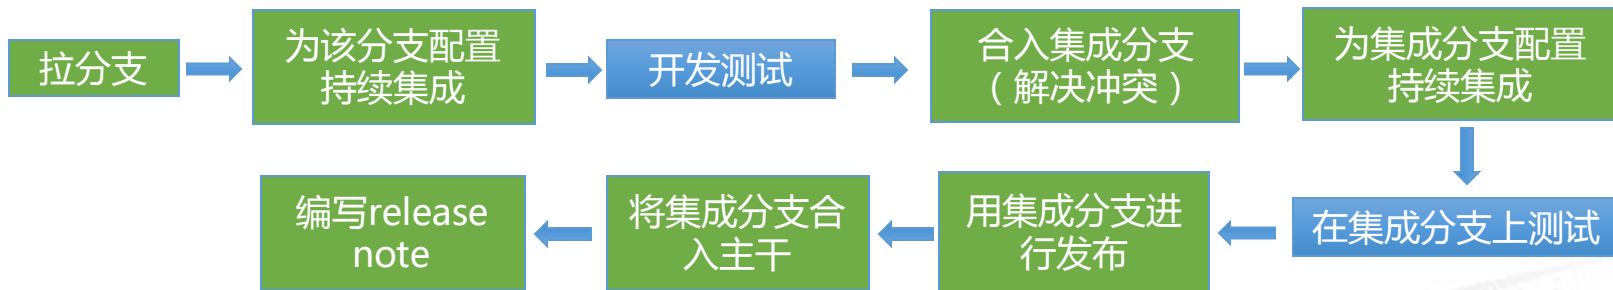 拉分支
为该分支配置
持续集成
开发测试
合入集成分支
（解决冲突）
为集成分支配置
持续集成
在集成分支上测试
用集成分支进
行发布
将集成分支合
入主干
编写release
note